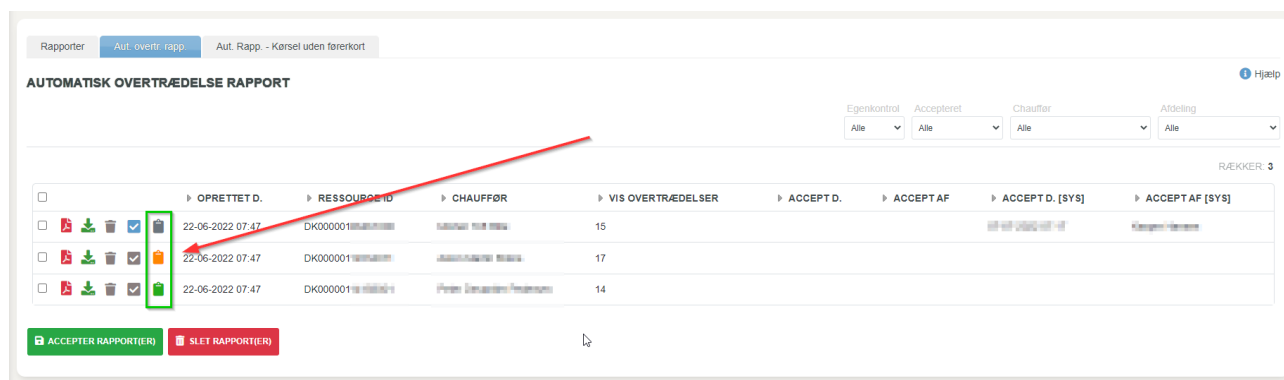 Rapporter Aut. overtr. rapp Aut. Rapp. - Kørsel uden førerkort
AUTOMATISK OVERTRÆDELSE RAPPORT
Hjælp
Egenkontrol Accepteret Chauffør Afdeling
Alle Alle Alle Alle
RÆKKER: 3
OPRETTET D. RESSOURCE ID CHAUFFØR VIS OVERTRÆDELSER ACCEPT D. ACCEPT AF ACCEPT D. [SYS] ACCEPT AF [SYS]
22-06-2022 07:47 DK000001 15
22-06-2022 07:47 DK000001 17
22-06-2022 07:47 DK000001 14
ACCEPTER RAPPORT(ER) SLET RAPPORT(ER)